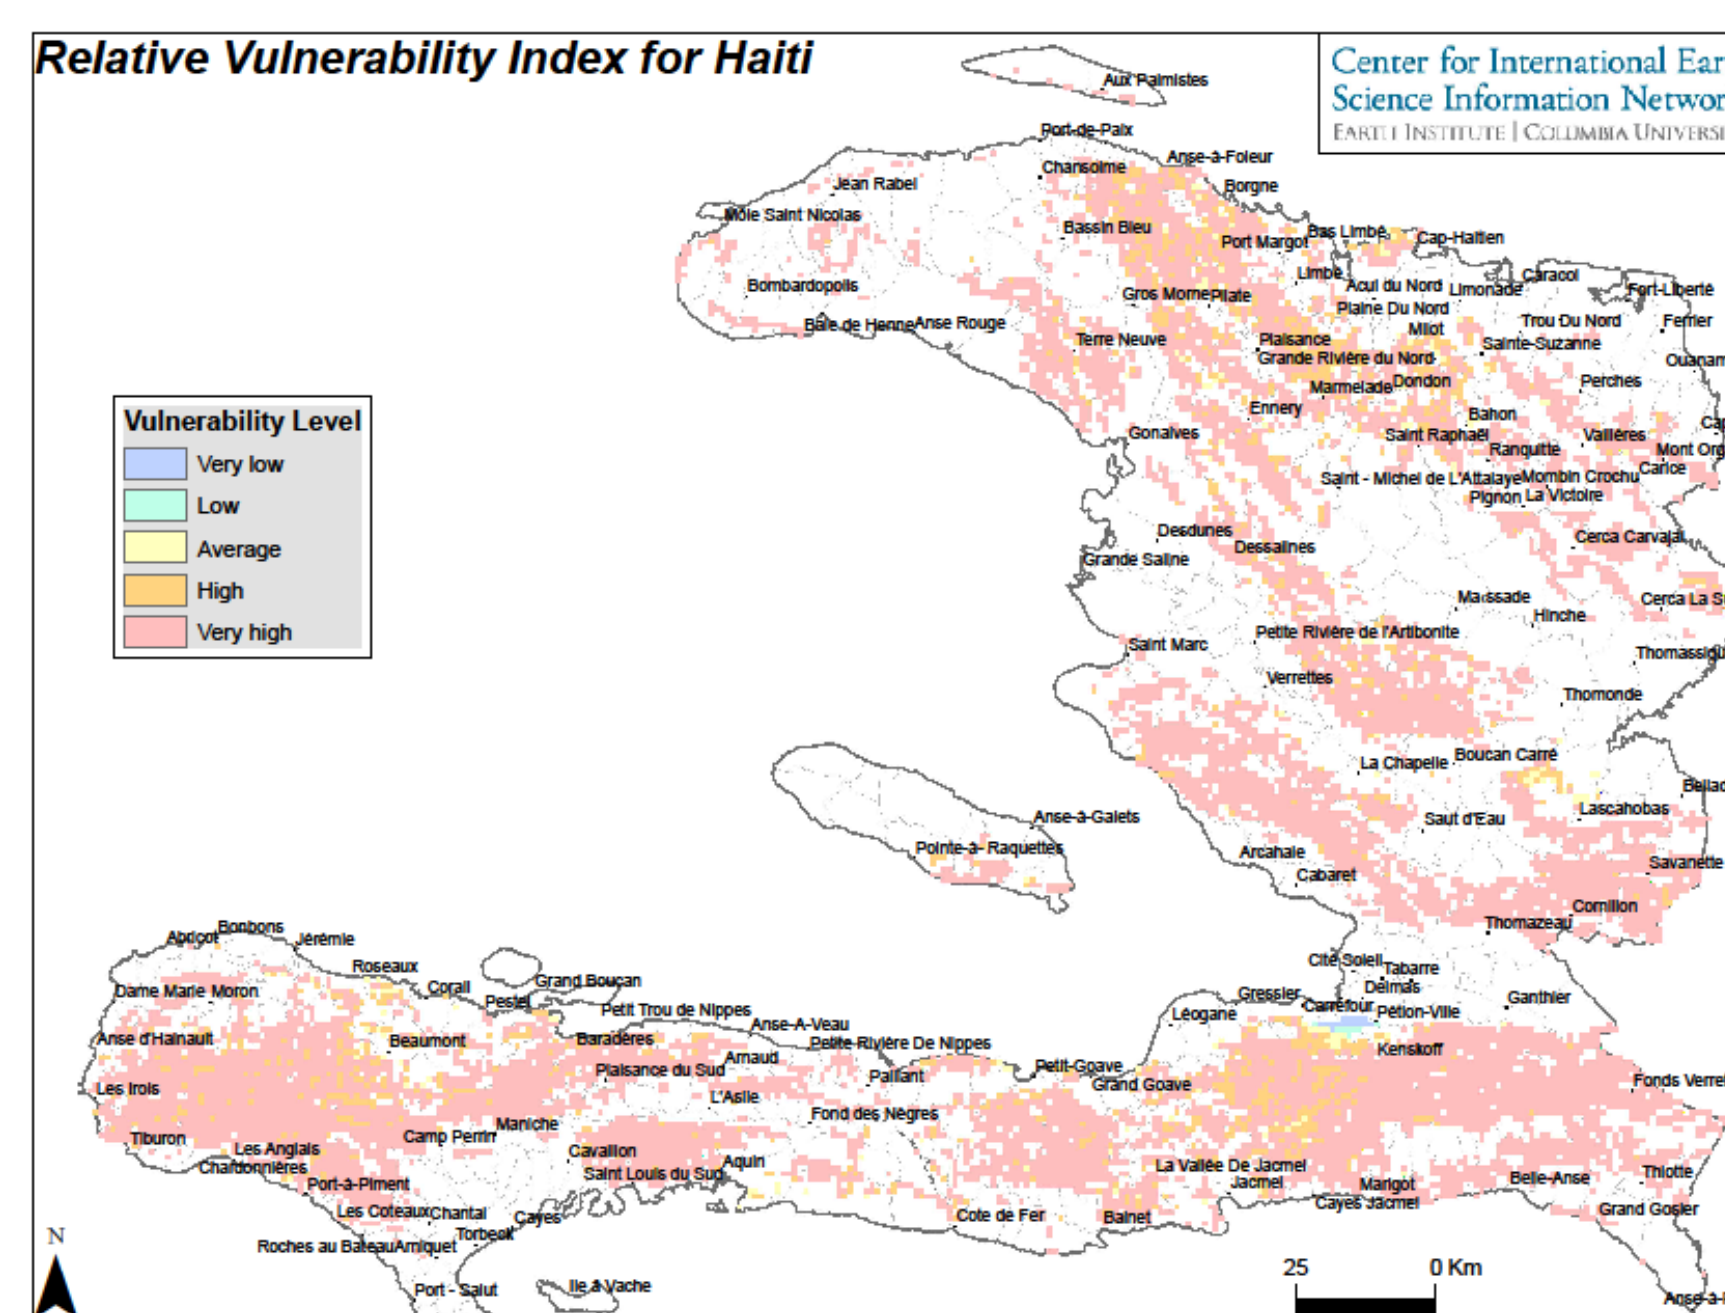 Relative Vulnerability Index for Haiti
Center for International Ear
Science Information Networ
EARTH INSTITUTE | COLUMBIA UNIVERSI
Aux Palmistes
Port-de-Paix
Chansolme
Anse-à-Foleur
Borgne
Jean Rabel
Môle Saint Nicolas
Bassin Bleu
Port Margot
Bas Limbé
Cap-Haïtien
Bombardopolis
Limbé
Acul du Nord
Limonade
Caracol
Fort-Liberté
Gros Morne
Pilate
Plaine Du Nord
Milot
Trou Du Nord
Ferrier
Baie de Henne
Anse Rouge
Terre Neuve
Plaisance
Sainte-Suzanne
Grande Rivière du Nord
Ouanam
Marmelade
Dondon
Perches
Ennery
Bahon
Vulnerability Level
Very low
Low
Average
High
Very high
Gonaïves
Saint Raphaël
Ranquitte
Vallières
Mont Org
Ca
Carice
Saint - Michel de L'Attalaye
Mombin Crochu
Pignon
La Victoire
Desdunes
Dessalines
Cerca Carvajal
Grande Saline
Maïssade
Cerca La S
Hinche
Saint Marc
Petite Rivière de l'Artibonite
Thomassiqu
Verrettes
Thomonde
La Chapelle
Boucan Carré
Bellad
Lascahobas
Anse-à-Galets
Saut d'Eau
Pointe-à- Raquettes
Arcahaie
Cabaret
Savanette
Cornillon
Thomazeau
Abricot
Bonbons
Jérémie
Roseaux
Corail
Pestel
Grand Boucan
Cité Soleil
Tabarre
Delmas
Dame Marie
Moron
Petit Trou de Nippes
Gressier
Carrefour
Pétion-Ville
Ganthier
Léogane
Anse-A-Veau
Anse d'Hainault
Beaumont
Baradères
Petite Rivière De Nippes
Kenskoff
Arnaud
Plaisance du Sud
Paillant
Petit-Goave
Grand Goave
Fonds Verre
Les Irois
L'Asile
Fond des Nègres
Maniche
Camp Perrin
Tiburon
Les Anglais
Cavaillon
Aquin
Chardonnières
Saint Louis du Sud
La Vallée De Jacmel
Jacmel
Marigot
Belle-Anse
Thiotte
Port-à-Piment
Cayes Jacmel
Grand Gosier
Les Coteaux
Chantal
Cayes
Cote de Fer
Bainet
Torbeck
Roches au Bateau
Arniquet
N
25
0 Km
Port - Salut
Ile à Vache
Anse-à-